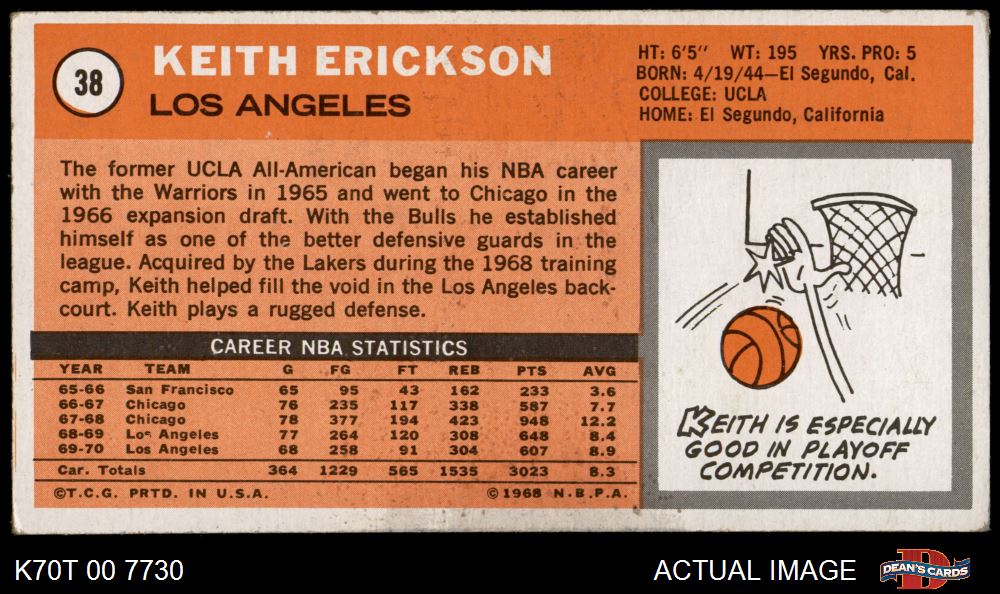 38
KEITH ERICKSON
LOS ANGELES
HT: 6'5" WT: 195 YRS. PRO: 5
BORN: 4/19/44—El Segundo, Cal.
COLLEGE: UCLA
HOME: El Segundo, California
The former UCLA All-American began his NBA career
with the Warriors in 1965 and went to Chicago in the
1966 expansion draft. With the Bulls he established
himself as one of the better defensive guards in the
league. Acquired by the Lakers during the 1968 training
camp, Keith helped fill the void in the Los Angeles back-
court. Keith plays a rugged defense.
CAREER NBA STATISTICS
YEAR TEAM G FG FT REB PTS AVG
65-66 San Francisco 65 95 43 162 233 3.6
66-67 Chicago 76 235 117 338 587 7.7
67-68 Chicago 78 377 194 423 948 12.2
68-69 Los Angeles 77 264 120 308 648 8.4
69-70 Los Angeles 68 258 91 304 607 8.9
Car. Totals 364 1229 565 1535 3023 8.3
©T.C.G. PRTD. IN U.S.A. ©1968 N.B.P.A.
KEITH IS ESPECIALLY
GOOD IN PLAYOFF
COMPETITION.
K70T 00 7730
ACTUAL IMAGE
D
DEAN'S CARDS